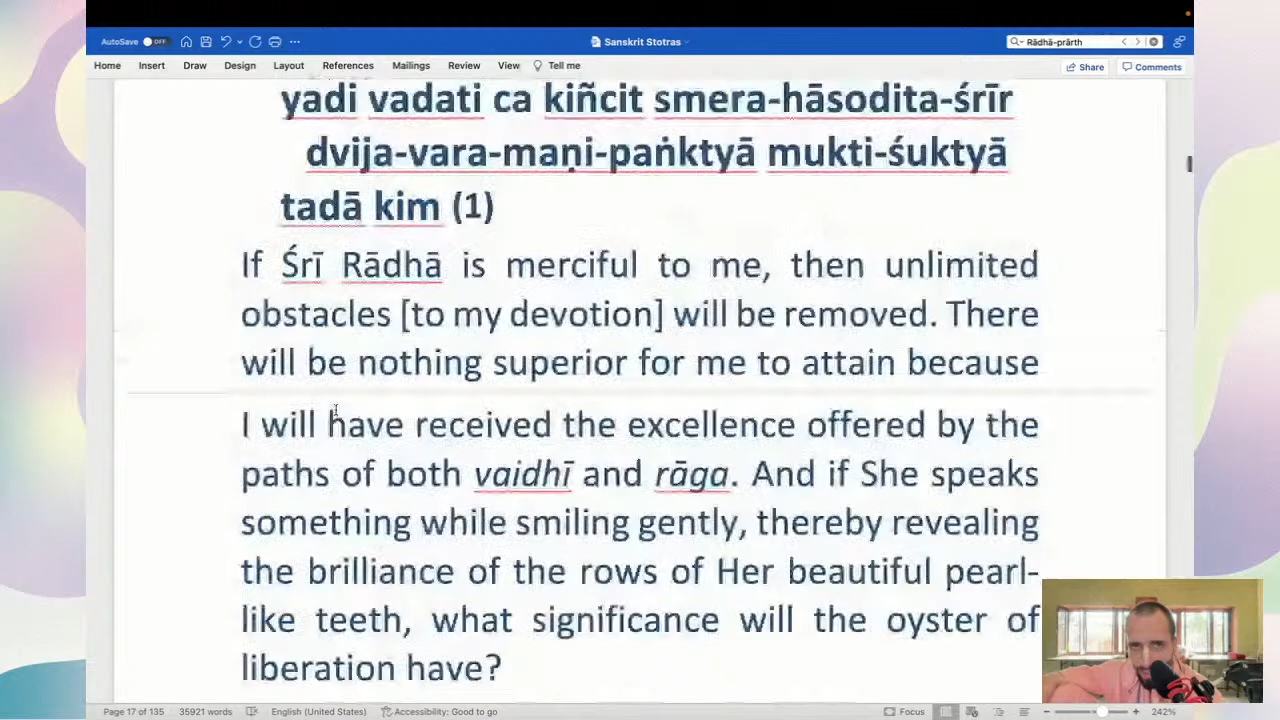 AutoSave OFF
Sanskrit Stotras
Rādhā-prārth
Home Insert Draw Design Layout References Mailings Review View Tell me
Share Comments
yadi vadati ca kiñcit smera-hāsodita-śrīr
dvija-vara-maṇi-paṅktyā mukti-śuktyā
tadā kim (1)
If Śrī Rādhā is merciful to me, then unlimited
obstacles [to my devotion] will be removed. There
will be nothing superior for me to attain because
I will have received the excellence offered by the
paths of both vaidhī and rāga. And if She speaks
something while smiling gently, thereby revealing
the brilliance of the rows of Her beautiful pearl-
like teeth, what significance will the oyster of
liberation have?
Page 17 of 135 35921 words English (United States) Accessibility: Good to go Focus 242%